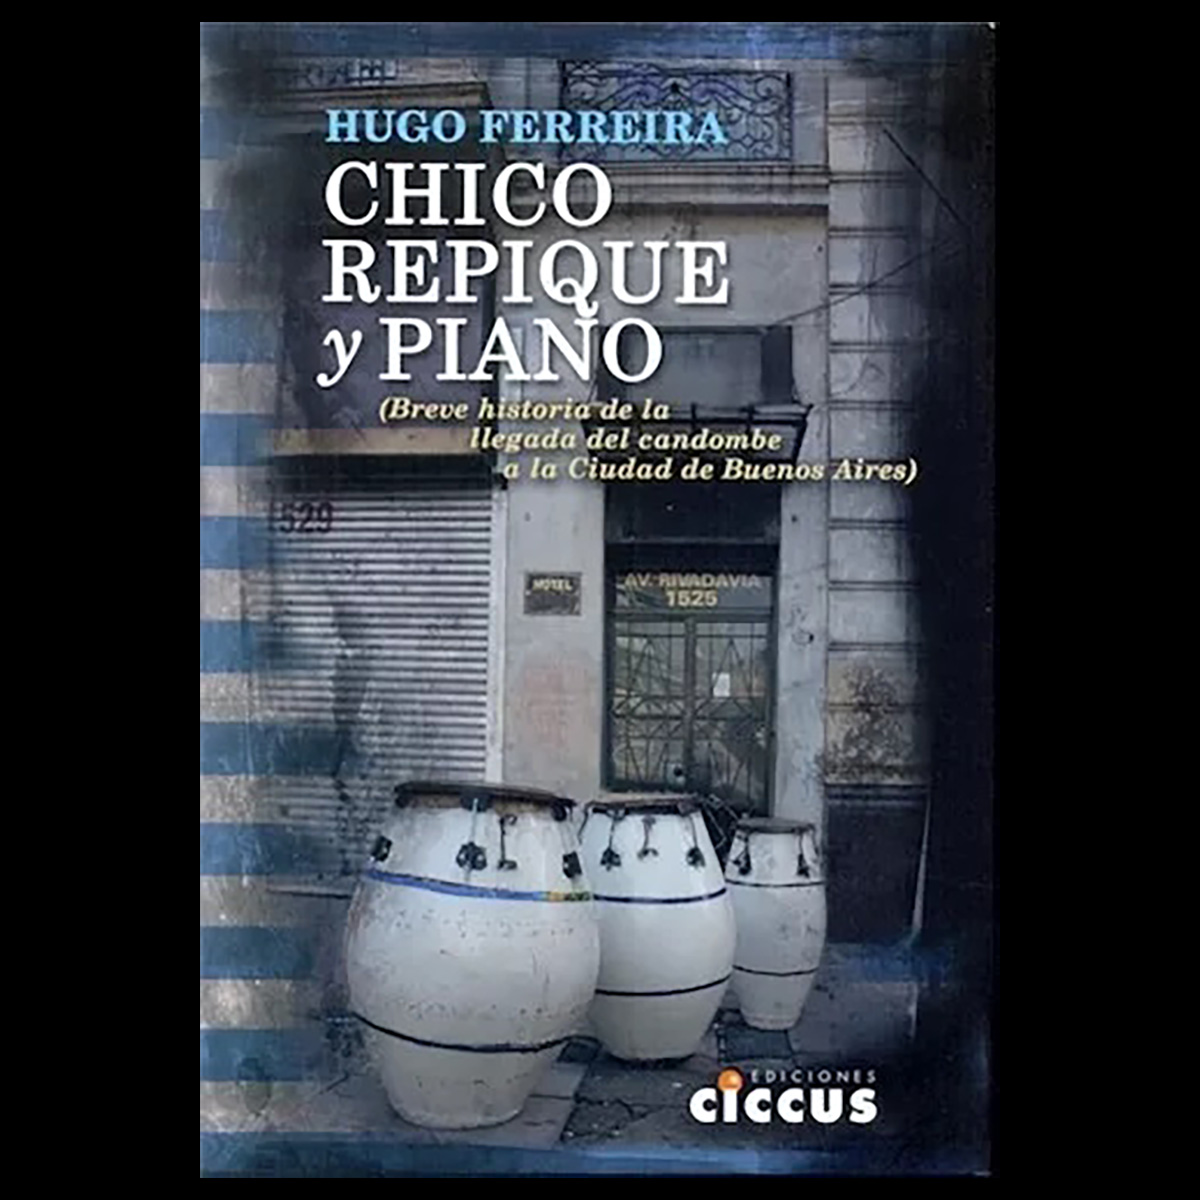 HUGO FERREIRA
CHICO
REPIQUE
y PIANO
(Breve historia de la
llegada del candombe
a la Ciudad de Buenos Aires)
1529
HOTEL
AV. RIVADAVIA
1525
EDICIONES
CICCUS